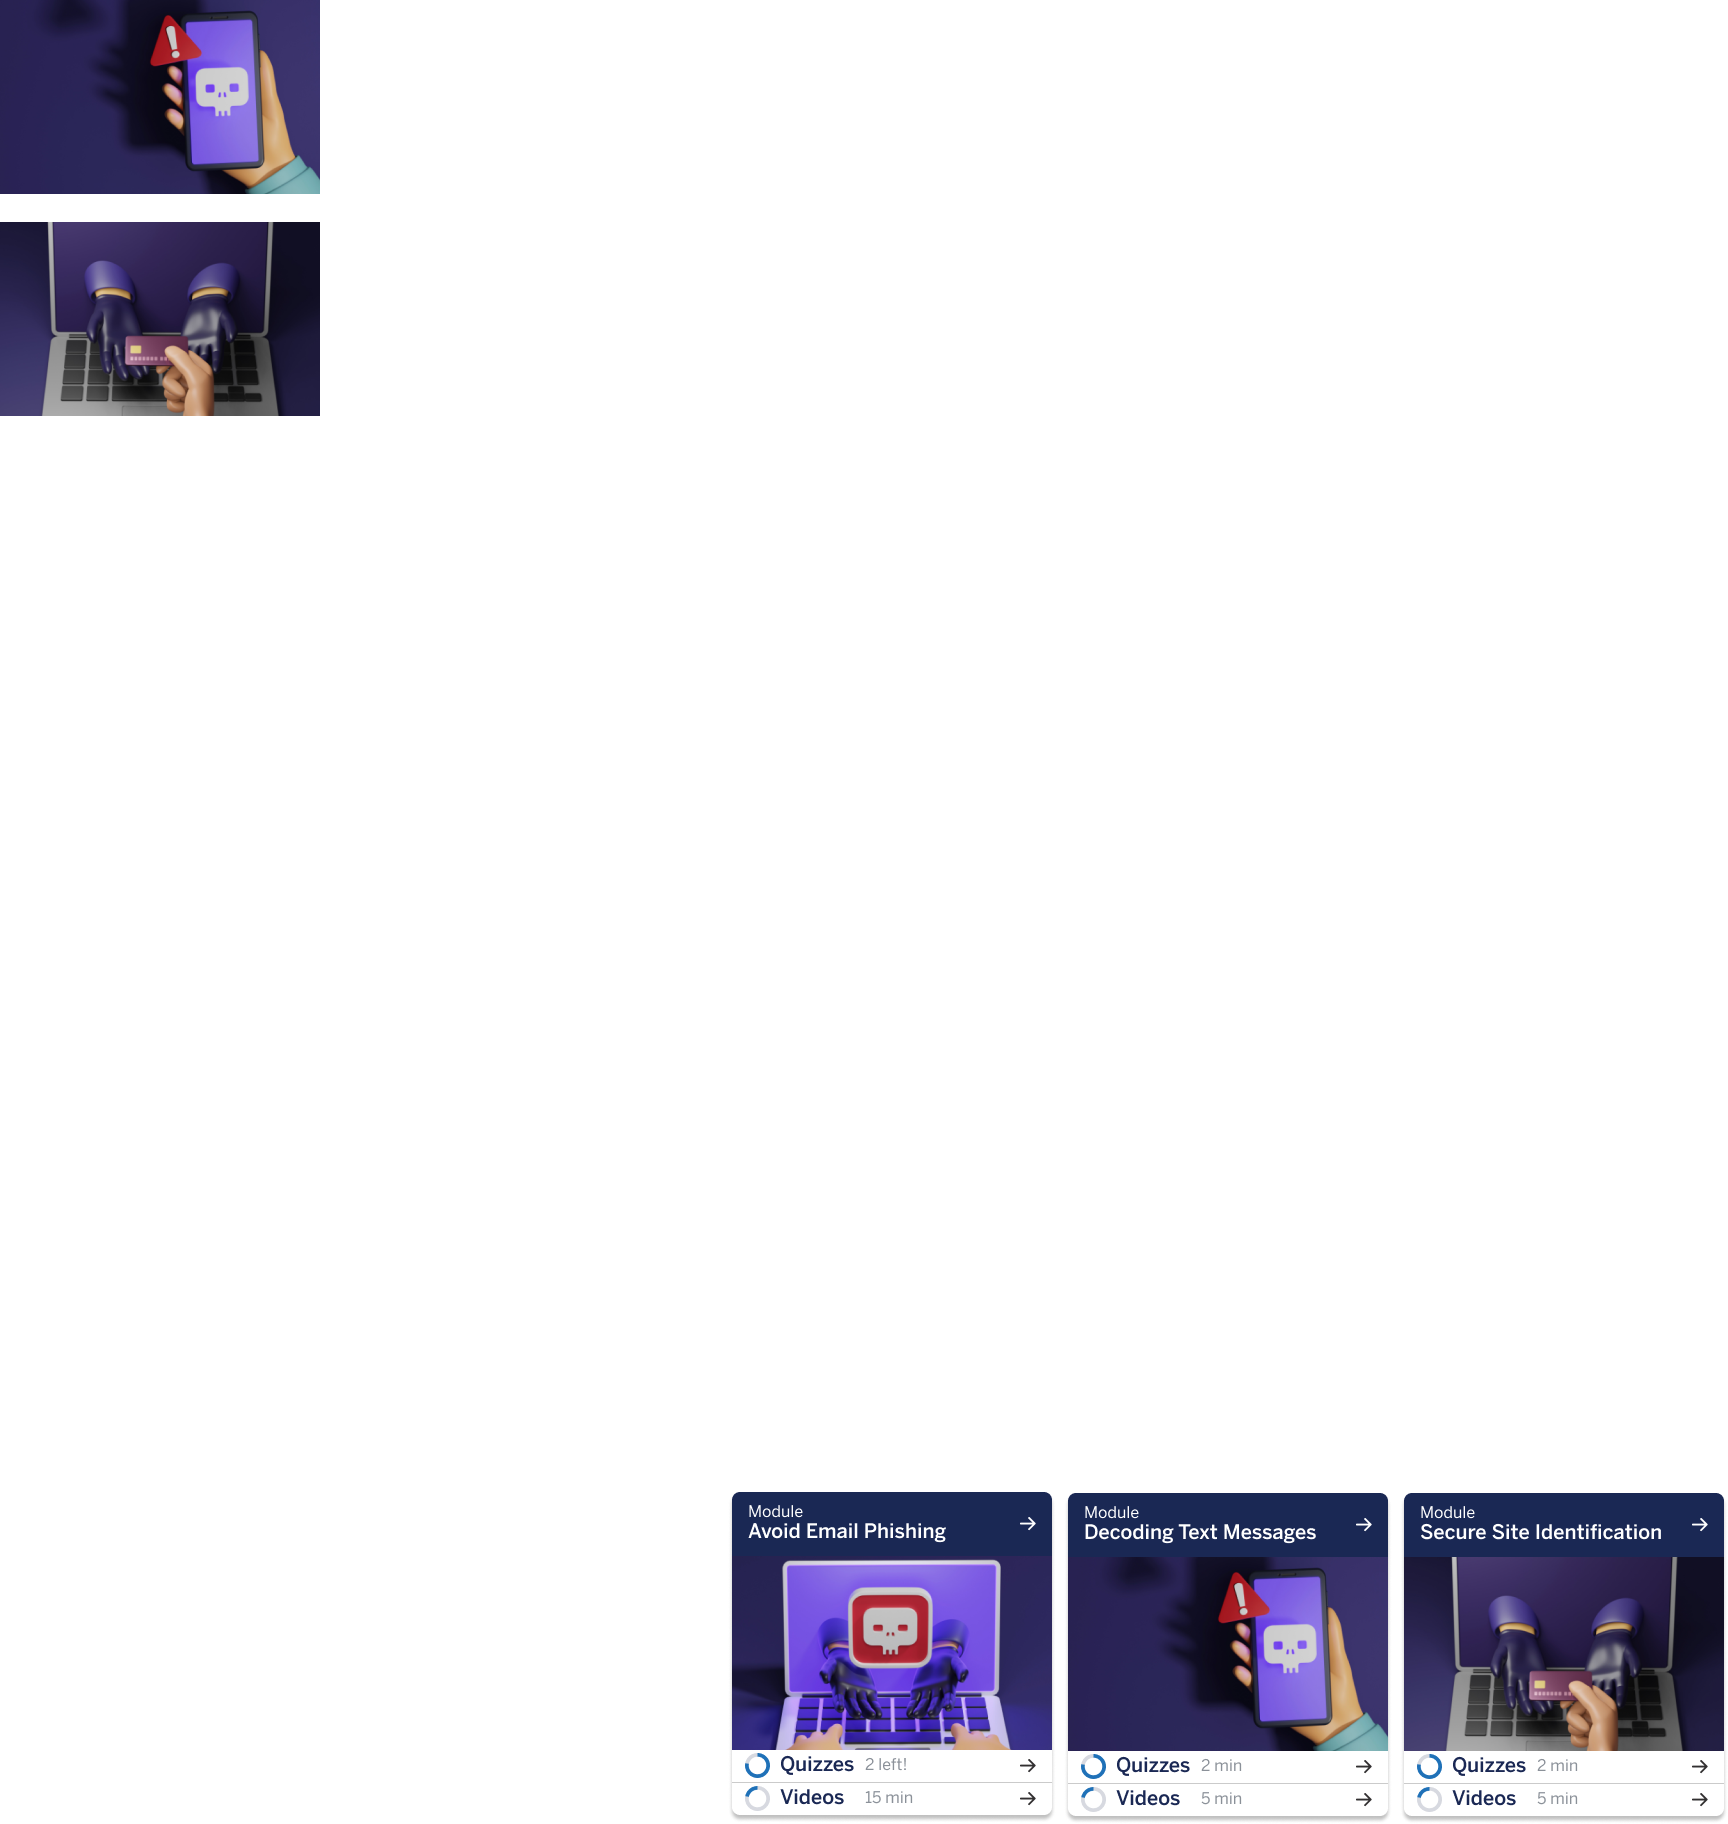 Module
Avoid Email Phishing
Quizzes 2 left!
Videos 15 min
Module
Decoding Text Messages
Quizzes 2 min
Videos 5 min
Module
Secure Site Identification
Quizzes 2 min
Videos 5 min